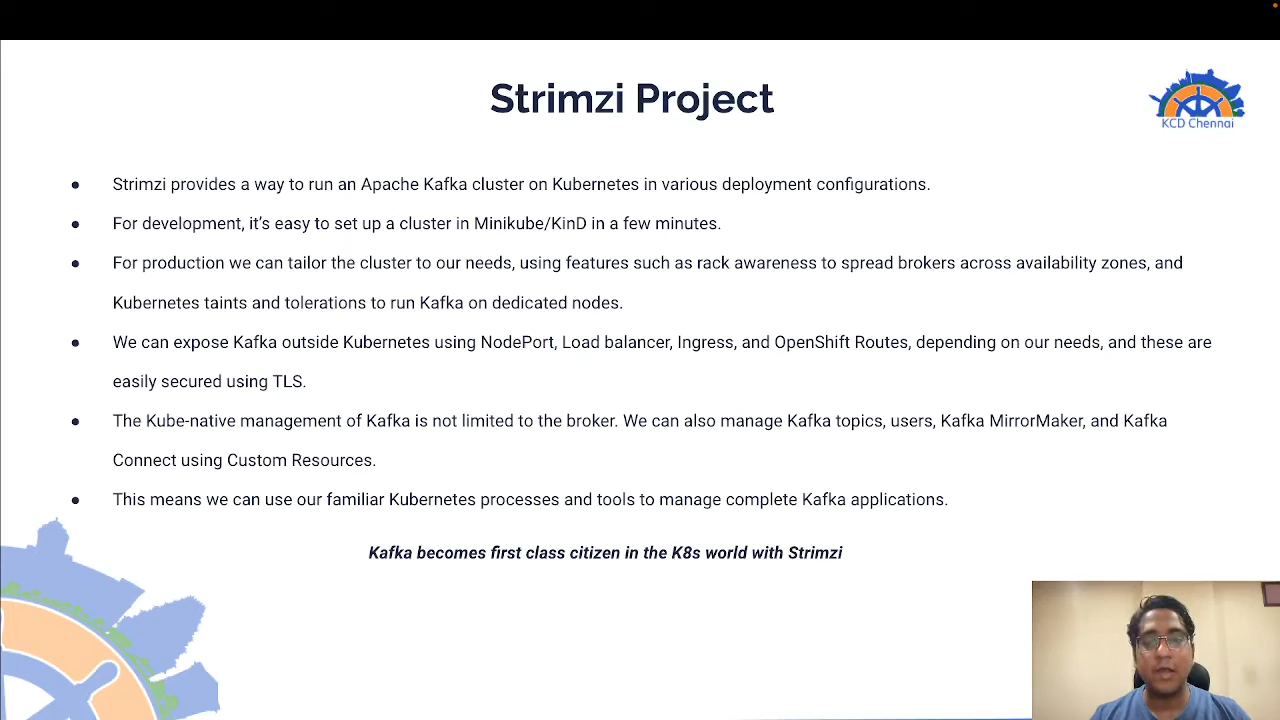 Strimzi Project
KCD Chennai
● Strimzi provides a way to run an Apache Kafka cluster on Kubernetes in various deployment configurations.
● For development, it’s easy to set up a cluster in Minikube/KinD in a few minutes.
● For production we can tailor the cluster to our needs, using features such as rack awareness to spread brokers across availability zones, and
Kubernetes taints and tolerations to run Kafka on dedicated nodes.
● We can expose Kafka outside Kubernetes using NodePort, Load balancer, Ingress, and OpenShift Routes, depending on our needs, and these are
easily secured using TLS.
● The Kube-native management of Kafka is not limited to the broker. We can also manage Kafka topics, users, Kafka MirrorMaker, and Kafka
Connect using Custom Resources.
● This means we can use our familiar Kubernetes processes and tools to manage complete Kafka applications.
Kafka becomes first class citizen in the K8s world with Strimzi